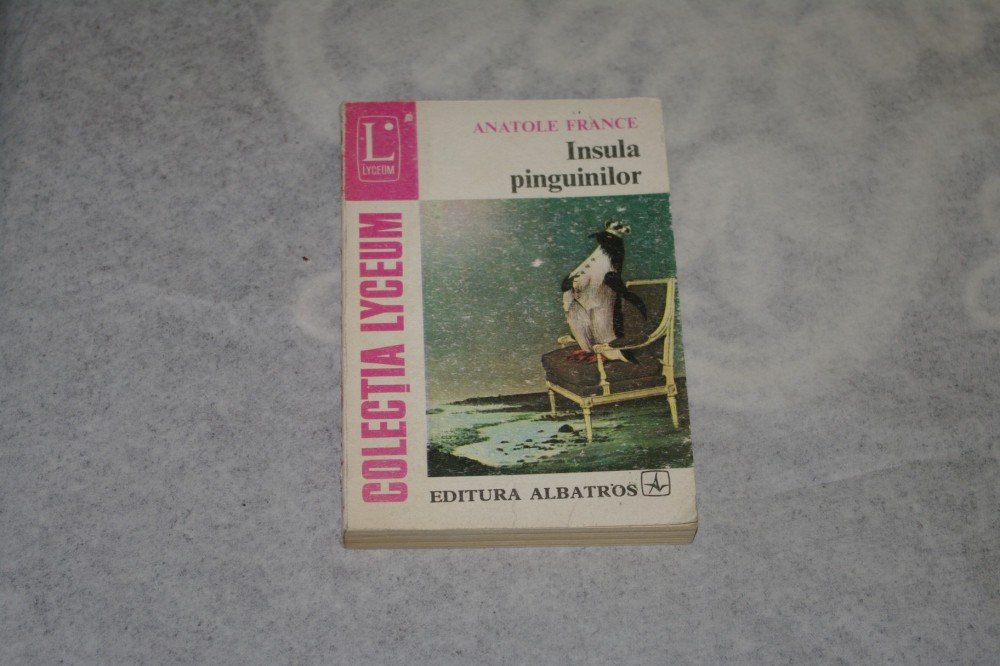 L
LYCEUM
ANATOLE FRANCE
Insula
pinguinilor
COLECȚIA LYCEUM
EDITURA ALBATROS